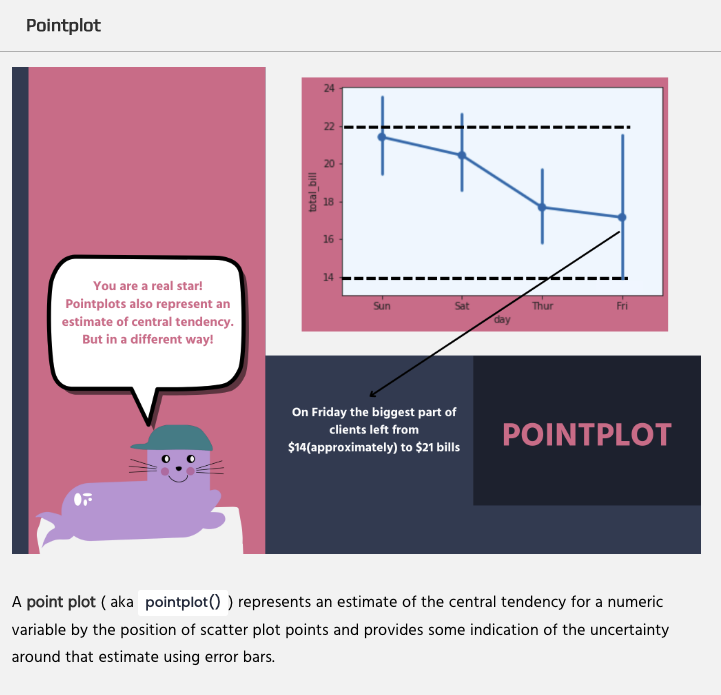 Pointplot
You are a real star!
Pointplots also represent an
estimate of central tendency.
But in a different way!
24
22
20
18
16
14
total_bill
Sun Sat Thur Fri
day
On Friday the biggest part of
clients left from
$14(approximately) to $21 bills
POINTPLOT
A point plot ( aka pointplot() ) represents an estimate of the central tendency for a numeric
variable by the position of scatter plot points and provides some indication of the uncertainty
around that estimate using error bars.